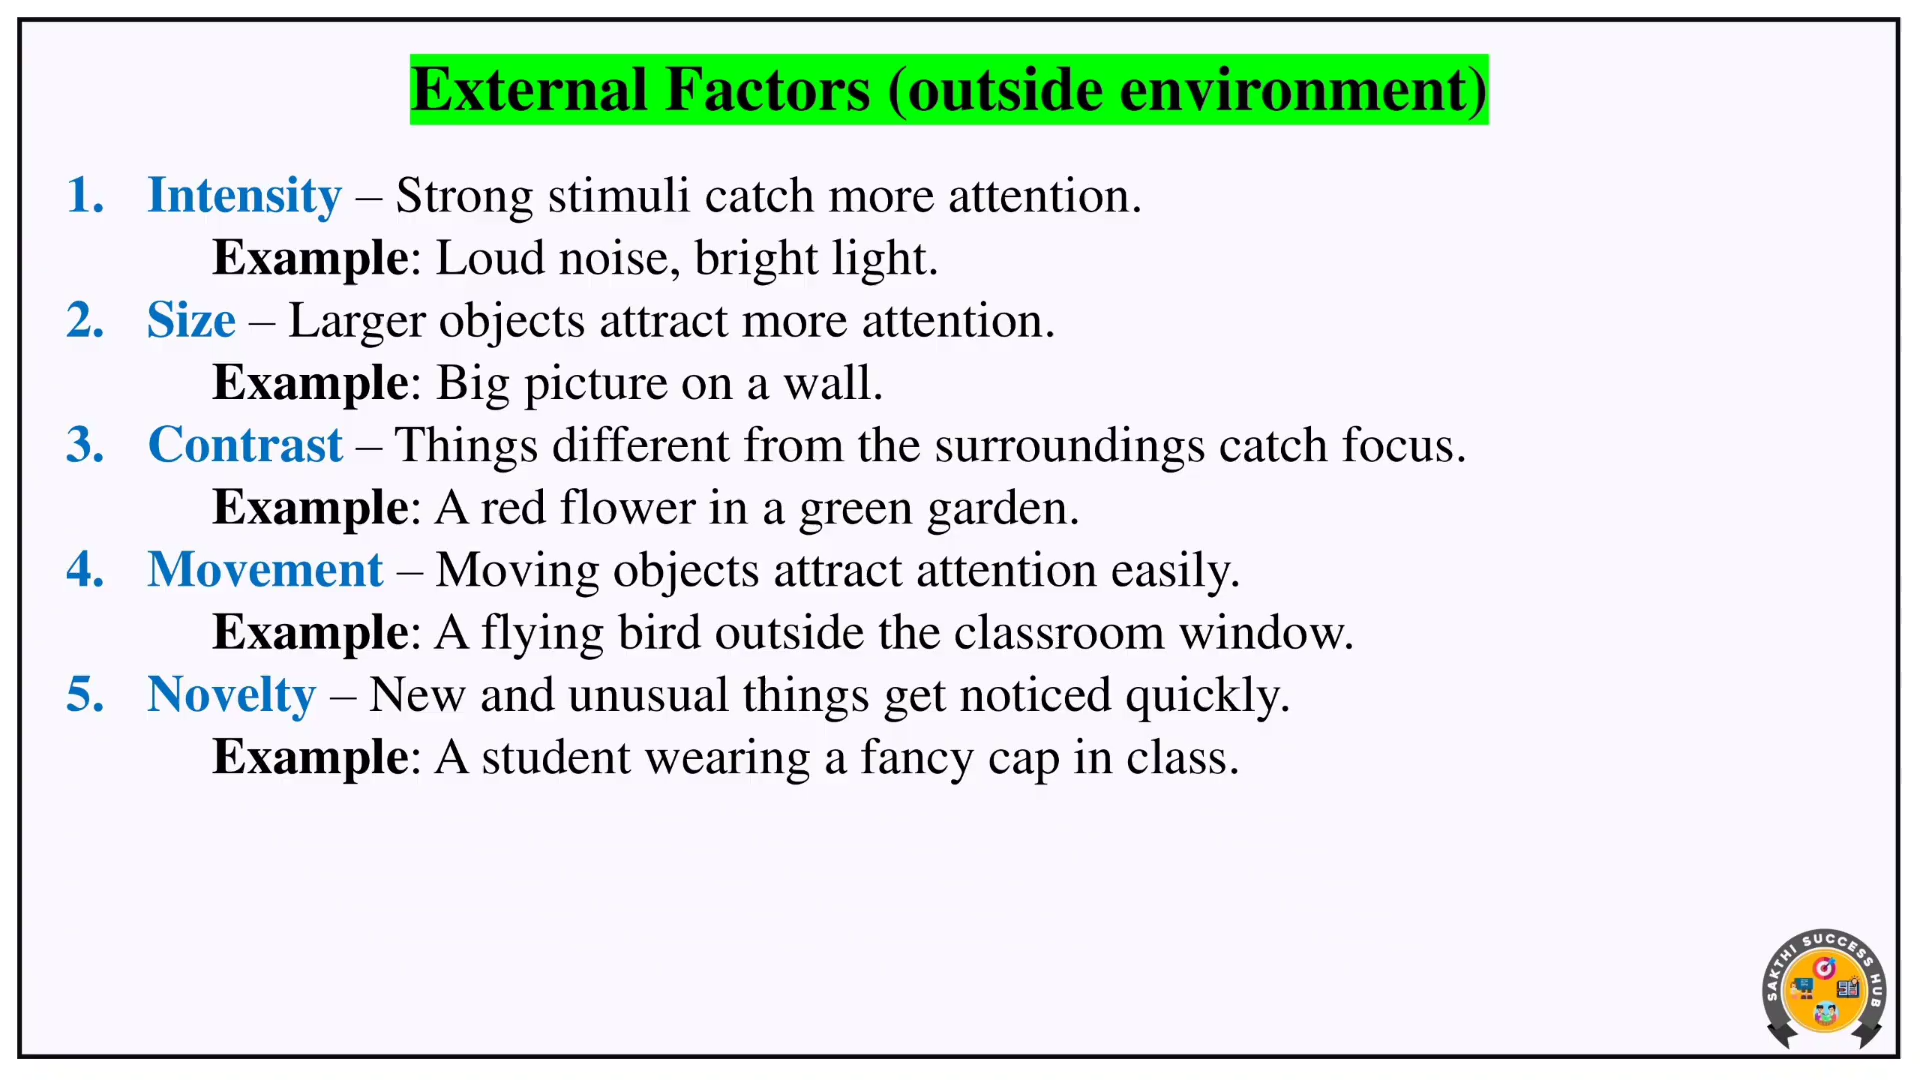 External Factors (outside environment)
1. Intensity – Strong stimuli catch more attention.
Example: Loud noise, bright light.
2. Size – Larger objects attract more attention.
Example: Big picture on a wall.
3. Contrast – Things different from the surroundings catch focus.
Example: A red flower in a green garden.
4. Movement – Moving objects attract attention easily.
Example: A flying bird outside the classroom window.
5. Novelty – New and unusual things get noticed quickly.
Example: A student wearing a fancy cap in class.
SAKTHI SUCCESS HUB